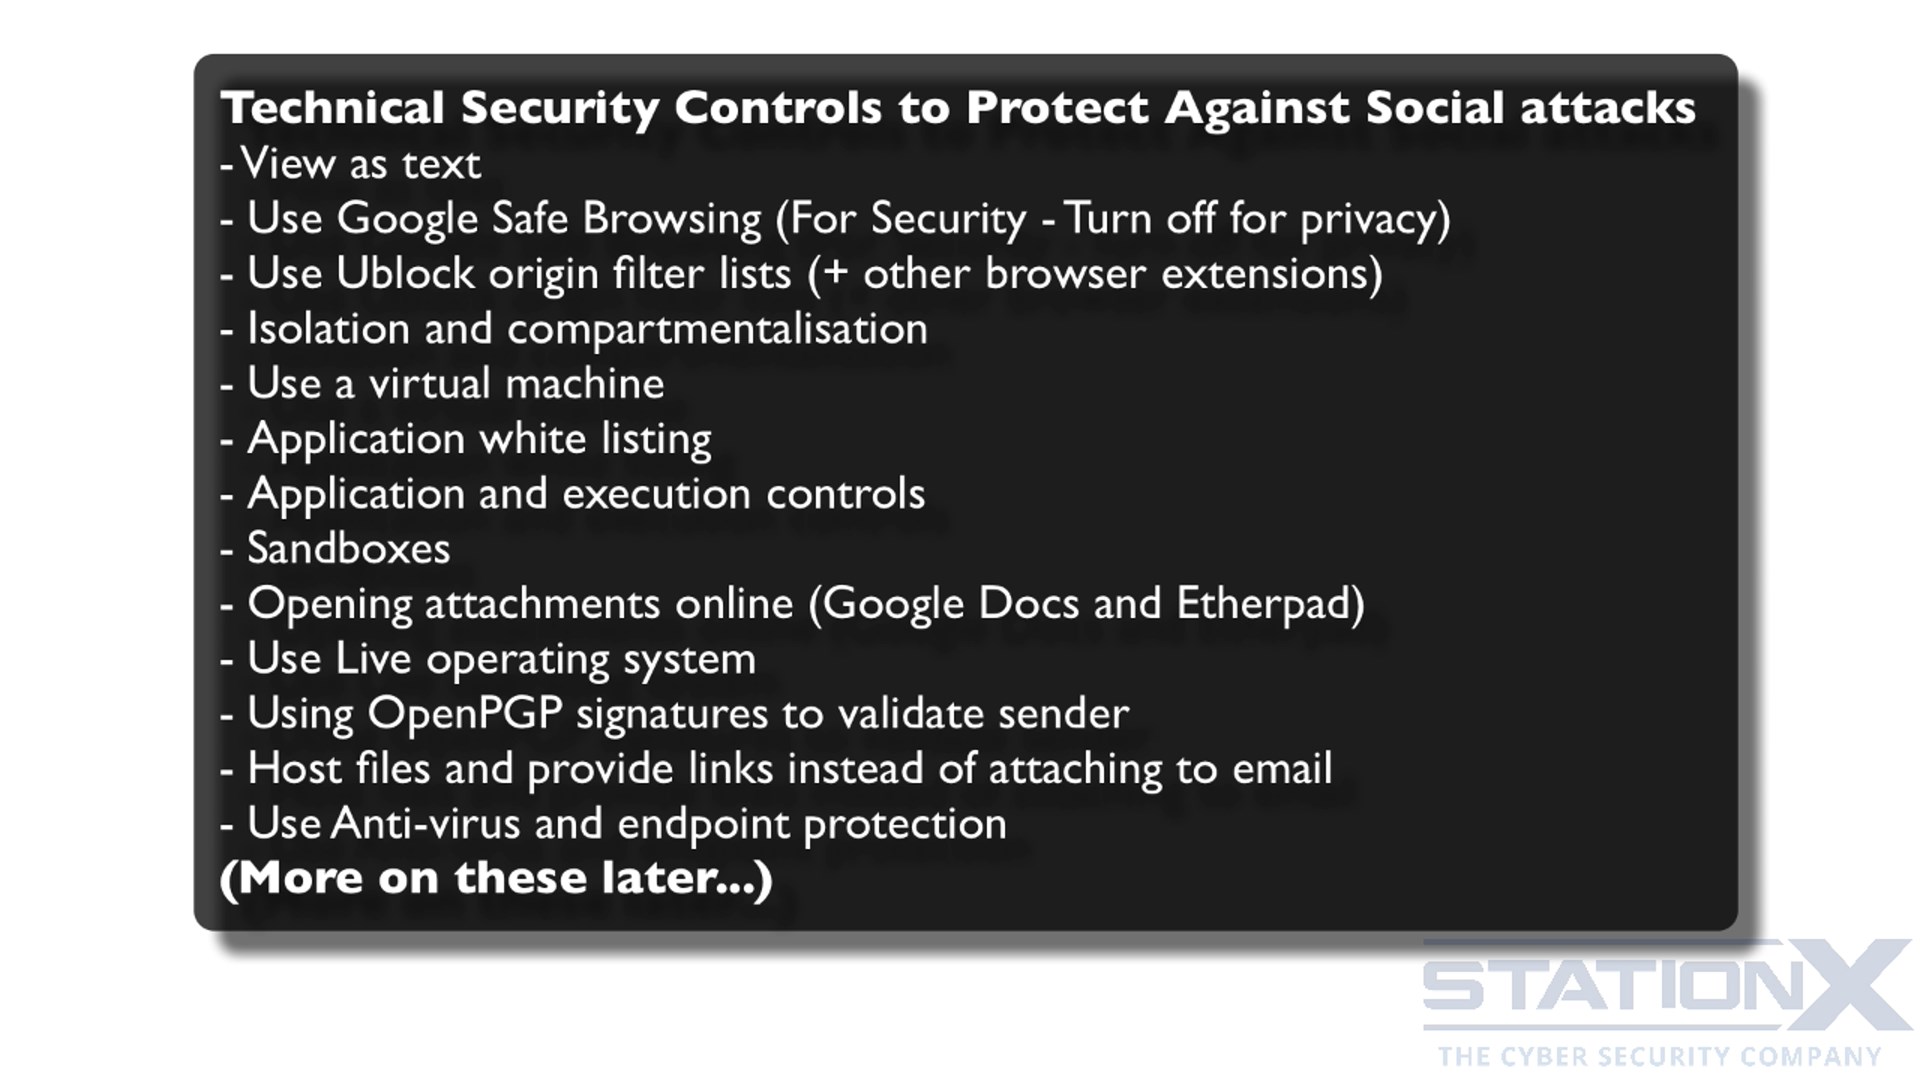 Technical Security Controls to Protect Against Social attacks
- View as text
- Use Google Safe Browsing (For Security - Turn off for privacy)
- Use Ublock origin filter lists (+ other browser extensions)
- Isolation and compartmentalisation
- Use a virtual machine
- Application white listing
- Application and execution controls
- Sandboxes
- Opening attachments online (Google Docs and Etherpad)
- Use Live operating system
- Using OpenPGP signatures to validate sender
- Host files and provide links instead of attaching to email
- Use Anti-virus and endpoint protection
(More on these later...)
STATIONX
THE CYBER SECURITY COMPANY